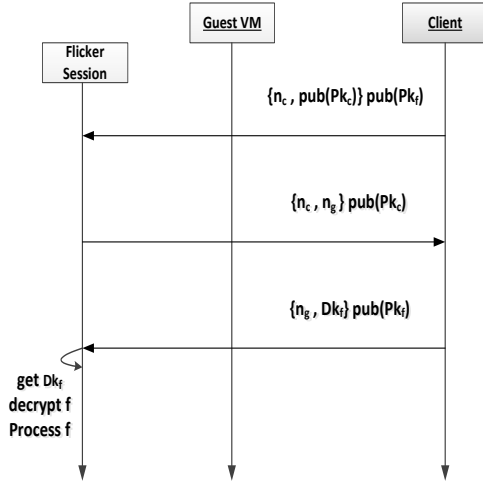 Guest VM
Client
Flicker
Session
{n_c , pub(Pk_c)} pub(Pk_f)
{n_c , n_g } pub(Pk_c)
{n_g , Dk_f} pub(Pk_f)
get Dk_f
decrypt f
Process f